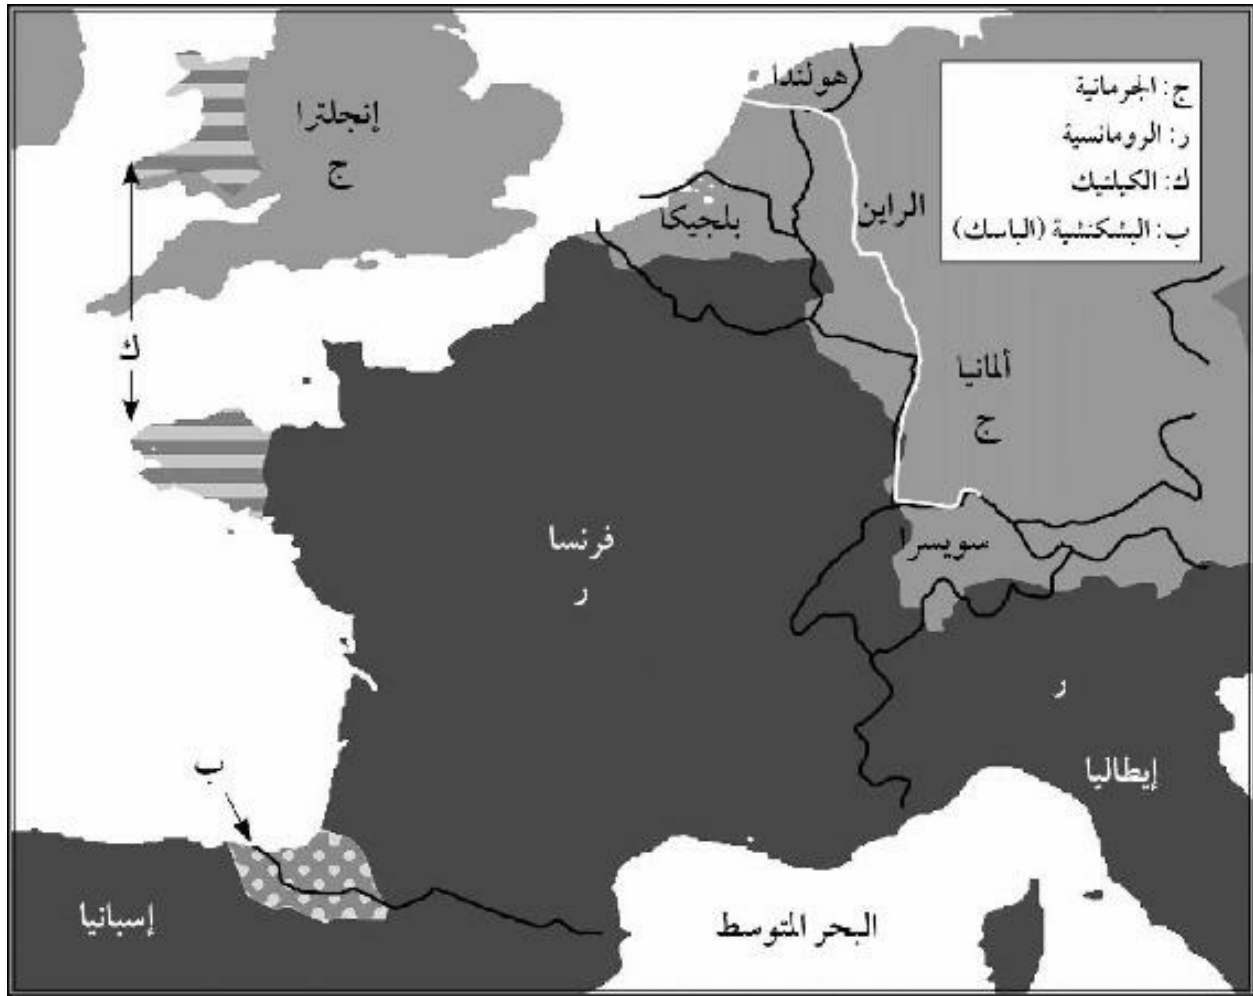 هولندا
ج: الجرمانية
ر: الرومانسية
ك: الكيلتيك
ب: البشكنشية (الباسك)
إنجلترا
ج
الراين
بلجيكا
ك
ألمانيا
ج
فرنسا
ر
سويسرا
ر
إيطاليا
ب
إسبانيا
البحر المتوسط